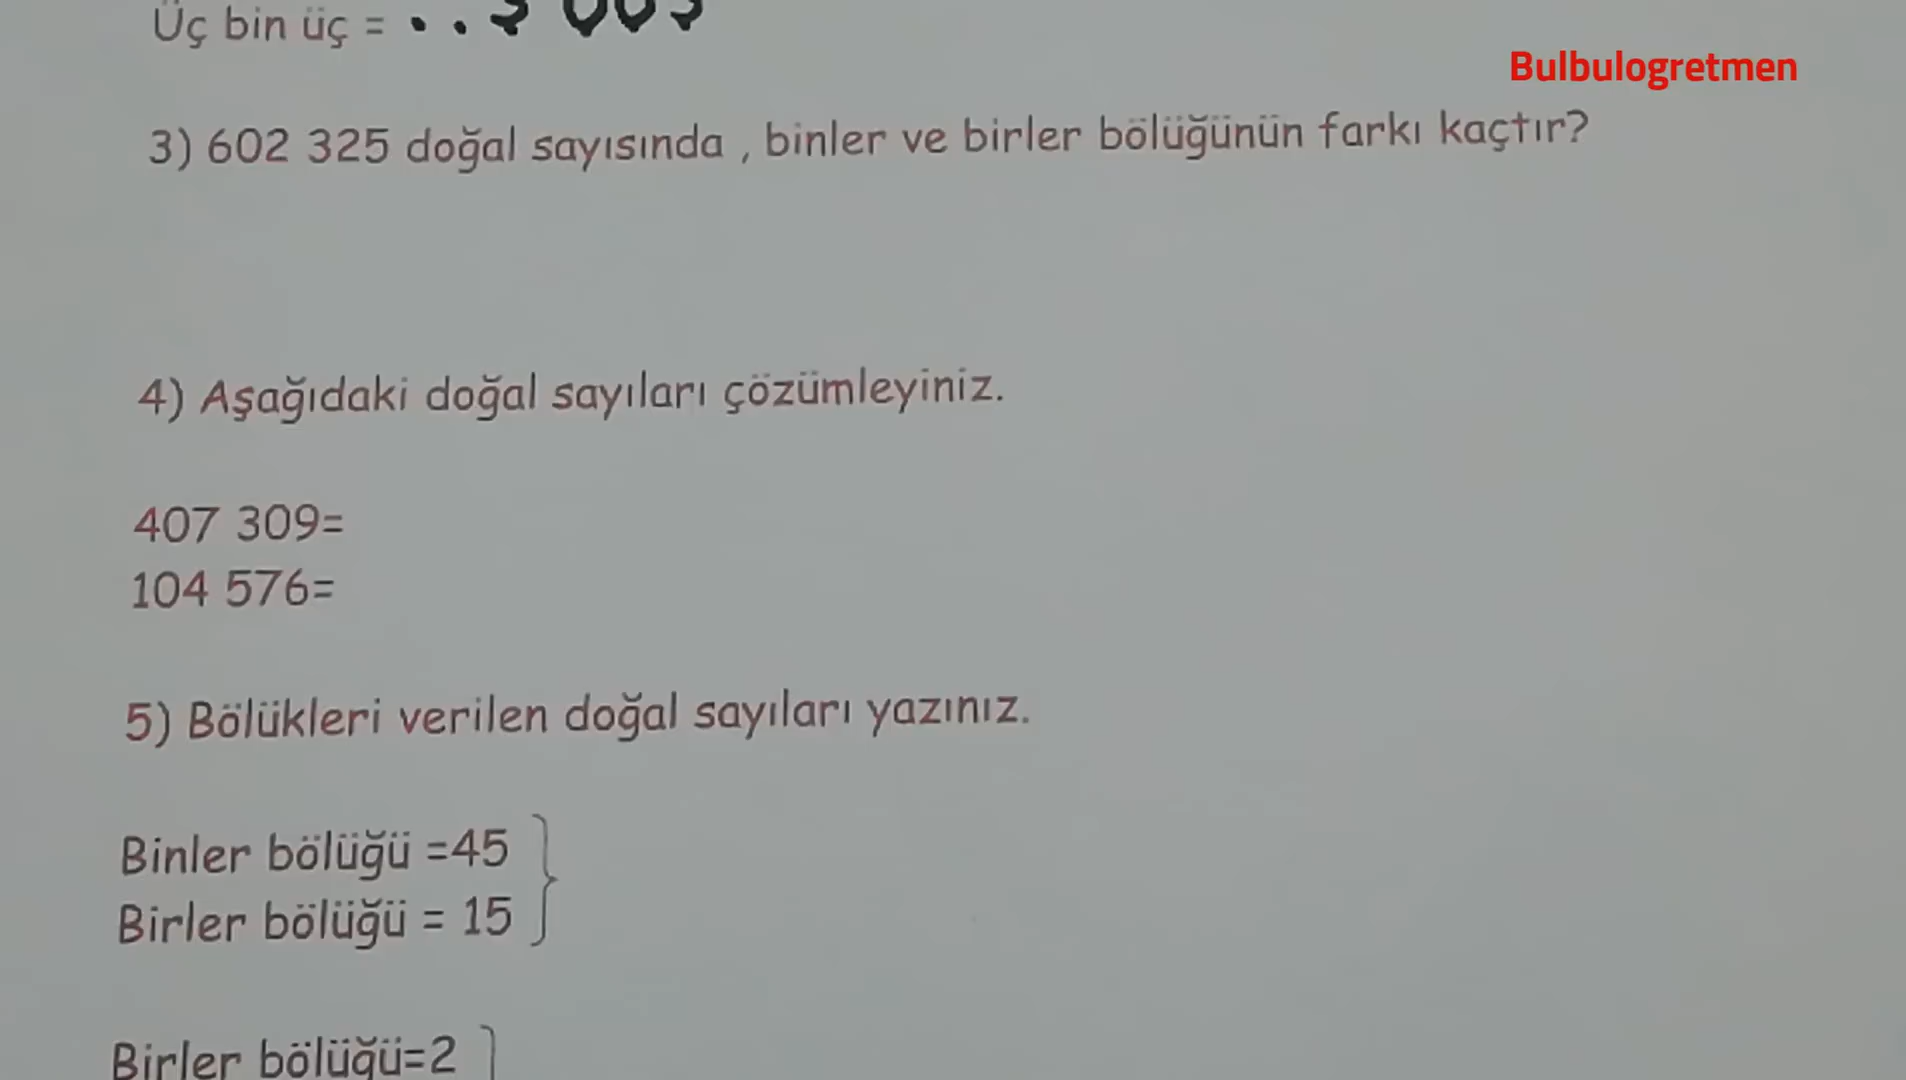 Üç bin üç = . . 3 003
Bulbulogretmen
3) 602 325 doğal sayısında , binler ve birler bölüğünün farkı kaçtır?
4) Aşağıdaki doğal sayıları çözümleyiniz.
407 309=
104 576=
5) Bölükleri verilen doğal sayıları yazınız.
Binler bölüğü =45
Birler bölüğü = 15
Birler bölüğü=2